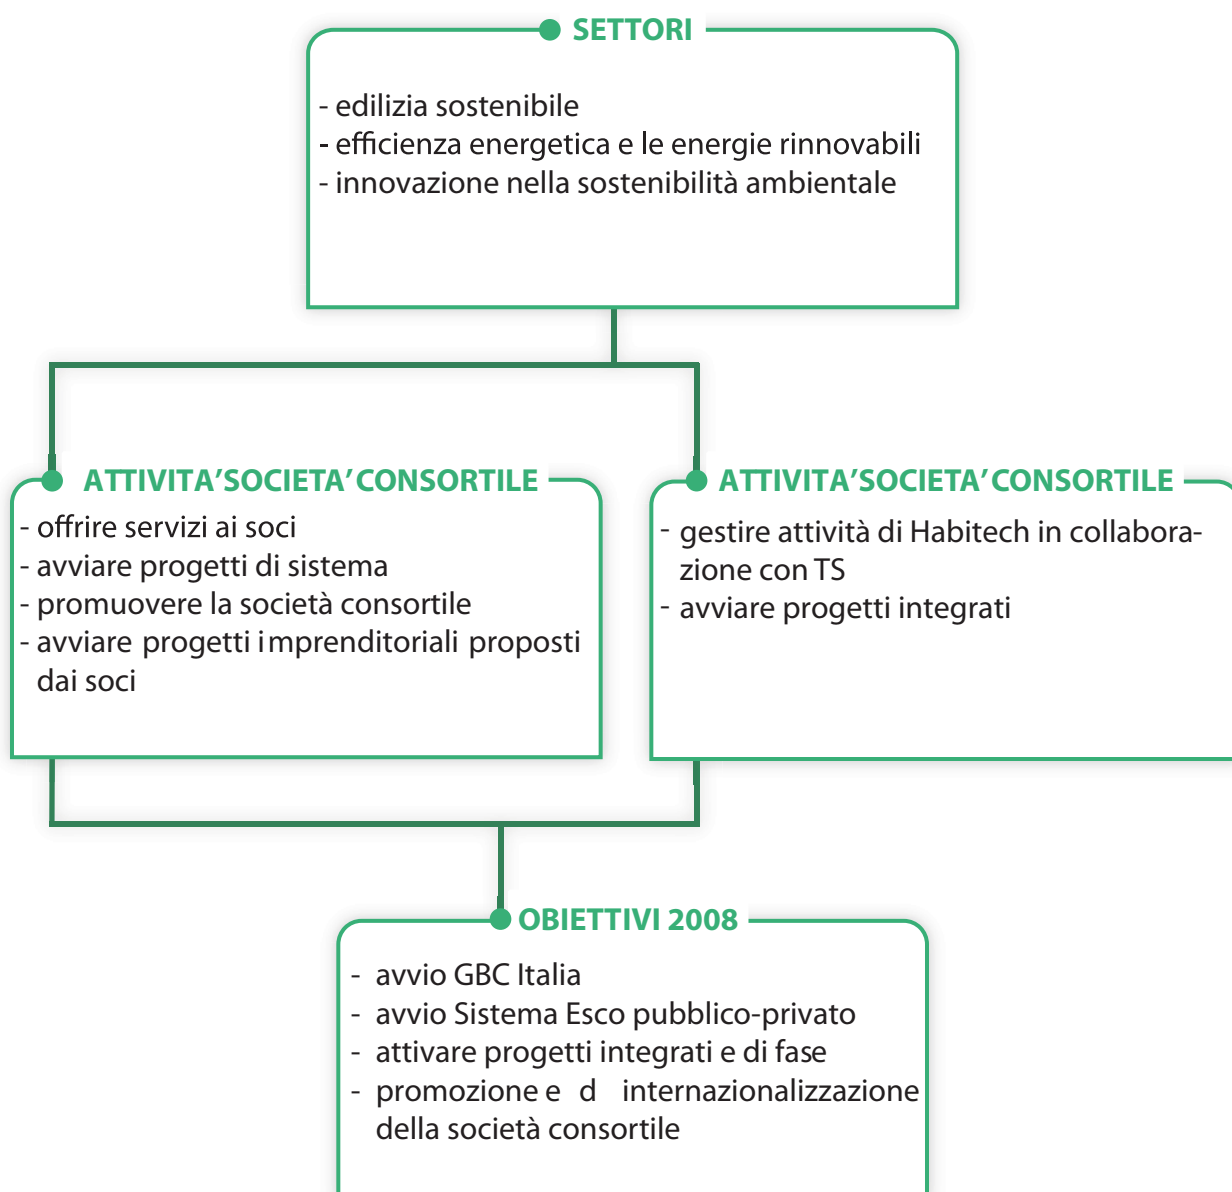 SETTORI
- edilizia sostenibile
- efficienza energetica e le energie rinnovabili
- innovazione nella sostenibilità ambientale
ATTIVITA' SOCIETA' CONSORTILE
- offrire servizi ai soci
- avviare progetti di sistema
- promuovere la società consortile
- avviare progetti imprenditoriali proposti
dai soci
ATTIVITA' SOCIETA' CONSORTILE
- gestire attività di Habitech in collabora-
zione con TS
- avviare progetti integrati
OBIETTIVI 2008
- avvio GBC Italia
- avvio Sistema Esco pubblico-privato
- attivare progetti integrati e di fase
- promozione e d internazionalizzazione
della società consortile